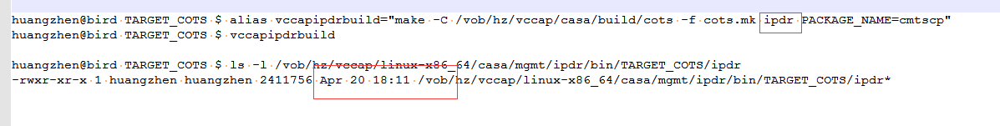 huangzhen@bird TARGET_COTS $ alias vccapipdrbuild="make -C /vob/hz/vccap/casa/build/cots -f cots.mk ipdr PACKAGE_NAME=cmtscp"
huangzhen@bird TARGET_COTS $ vccapipdrbuild
huangzhen@bird TARGET_COTS $ ls -l /vob/hz/vccap/linux-x86_64/casa/mgmt/ipdr/bin/TARGET_COTS/ipdr
-rwxr-xr-x 1 huangzhen huangzhen 2411756 Apr 20 18:11 /vob/hz/vccap/linux-x86_64/casa/mgmt/ipdr/bin/TARGET_COTS/ipdr*